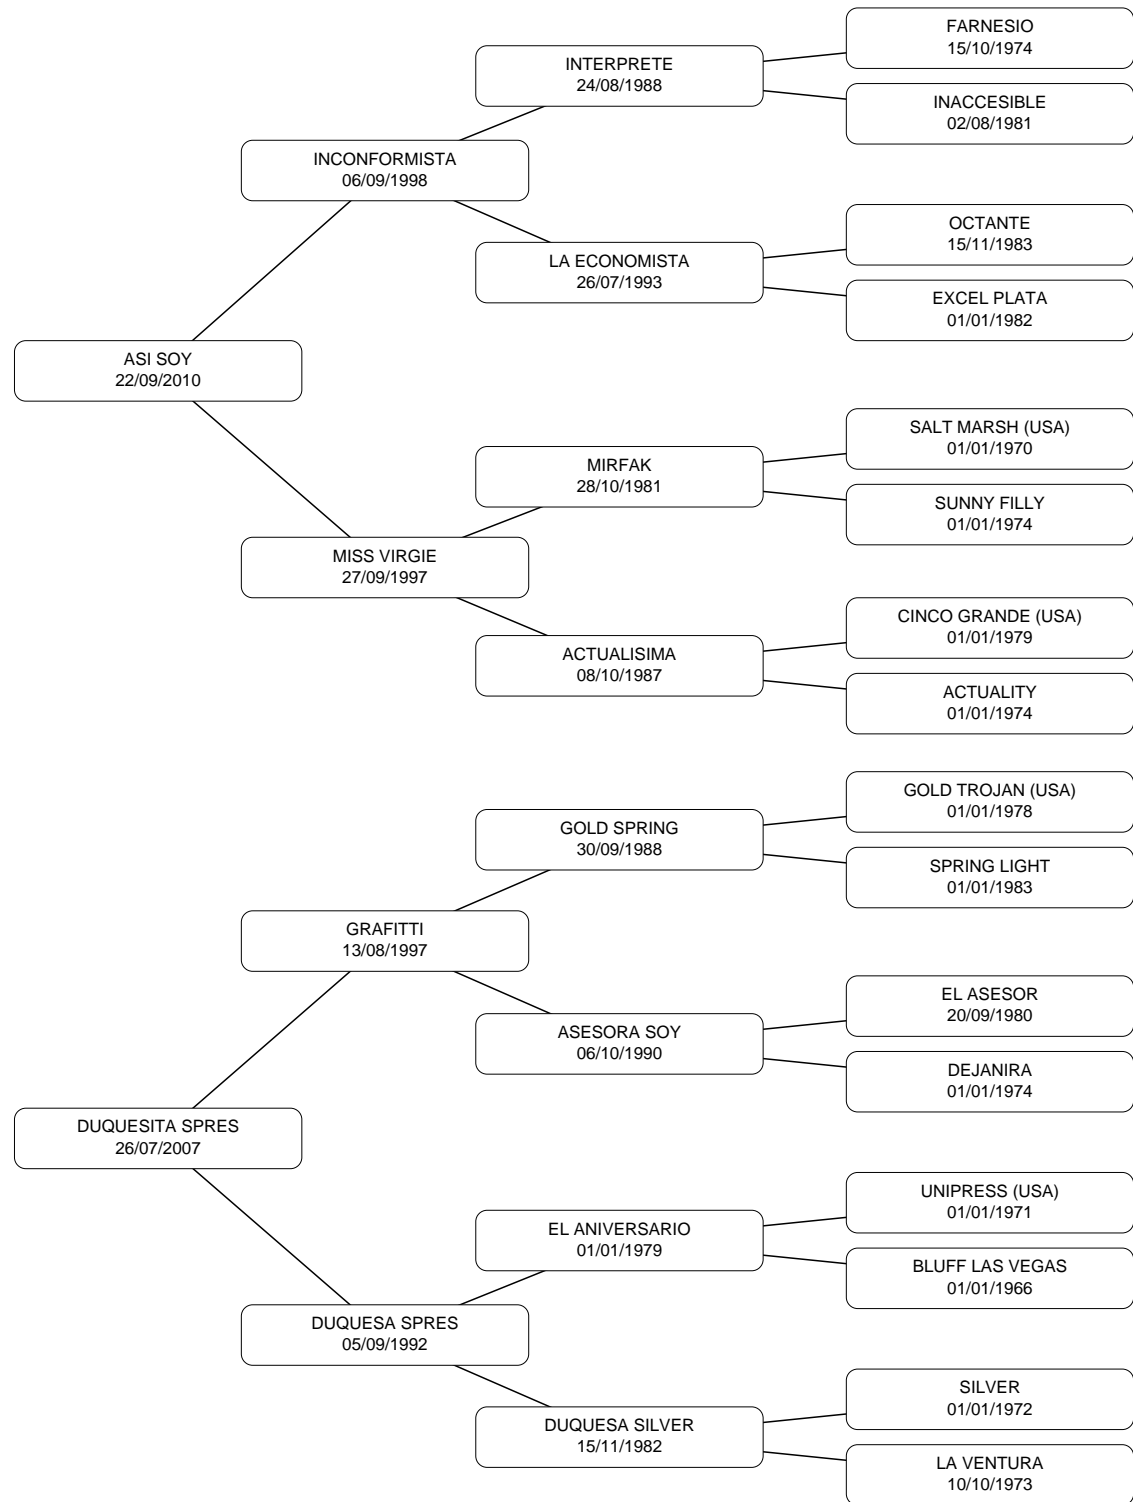 FARNESIO
15/10/1974
INTERPRETE
24/08/1988
INACCESIBLE
02/08/1981
INCONFORMISTA
06/09/1998
OCTANTE
15/11/1983
LA ECONOMISTA
26/07/1993
EXCEL PLATA
01/01/1982
ASI SOY
22/09/2010
SALT MARSH (USA)
01/01/1970
MIRFAK
28/10/1981
SUNNY FILLY
01/01/1974
MISS VIRGIE
27/09/1997
CINCO GRANDE (USA)
01/01/1979
ACTUALISIMA
08/10/1987
ACTUALITY
01/01/1974
GOLD TROJAN (USA)
01/01/1978
GOLD SPRING
30/09/1988
SPRING LIGHT
01/01/1983
GRAFITTI
13/08/1997
EL ASESOR
20/09/1980
ASESORA SOY
06/10/1990
DEJANIRA
01/01/1974
DUQUESITA SPRES
26/07/2007
UNIPRESS (USA)
01/01/1971
EL ANIVERSARIO
01/01/1979
BLUFF LAS VEGAS
01/01/1966
DUQUESA SPRES
05/09/1992
SILVER
01/01/1972
DUQUESA SILVER
15/11/1982
LA VENTURA
10/10/1973